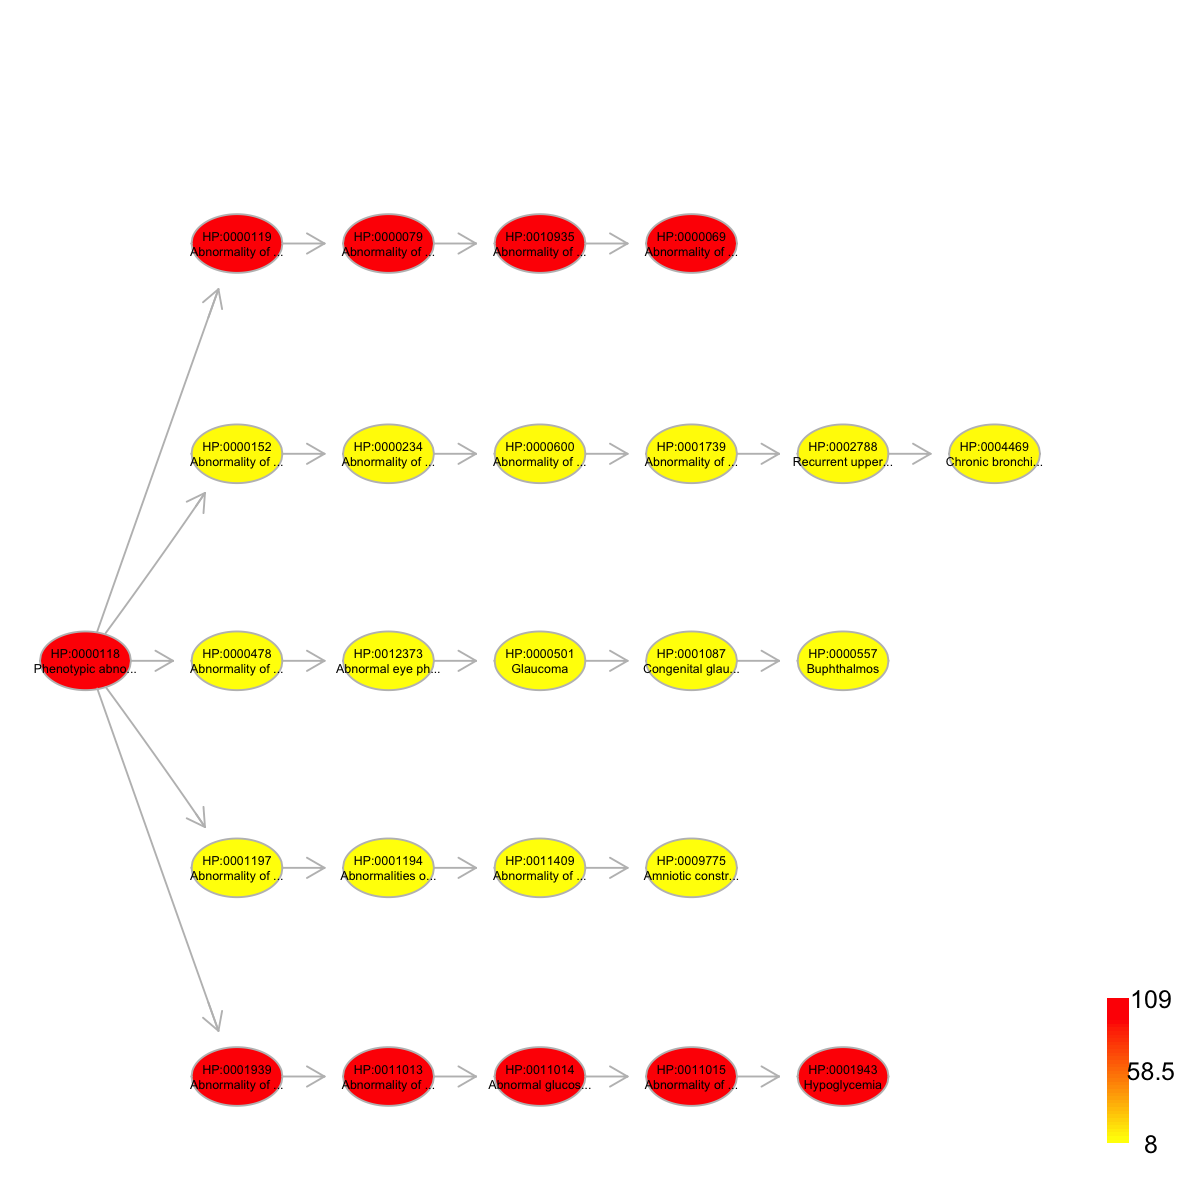 HP:0000119
Abnormality of ...
HP:0000079
Abnormality of ...
HP:0010935
Abnormality of ...
HP:0000069
Abnormality of ...
HP:0000152
Abnormality of ...
HP:0000234
Abnormality of ...
HP:0000600
Abnormality of ...
HP:0001739
Abnormality of ...
HP:0002788
Recurrent upper...
HP:0004469
Chronic bronchi...
HP:0000118
Phenotypic abno...
HP:0000478
Abnormality of ...
HP:0012373
Abnormal eye ph...
HP:0000501
Glaucoma
HP:0001087
Congenital glau...
HP:0000557
Buphthalmos
HP:0001197
Abnormality of ...
HP:0001194
Abnormalities o...
HP:0011409
Abnormality of ...
HP:0009775
Amniotic constr...
HP:0001939
Abnormality of ...
HP:0011013
Abnormality of ...
HP:0011014
Abnormal glucos...
HP:0011015
Abnormality of ...
HP:0001943
Hypoglycemia
109
58.5
8